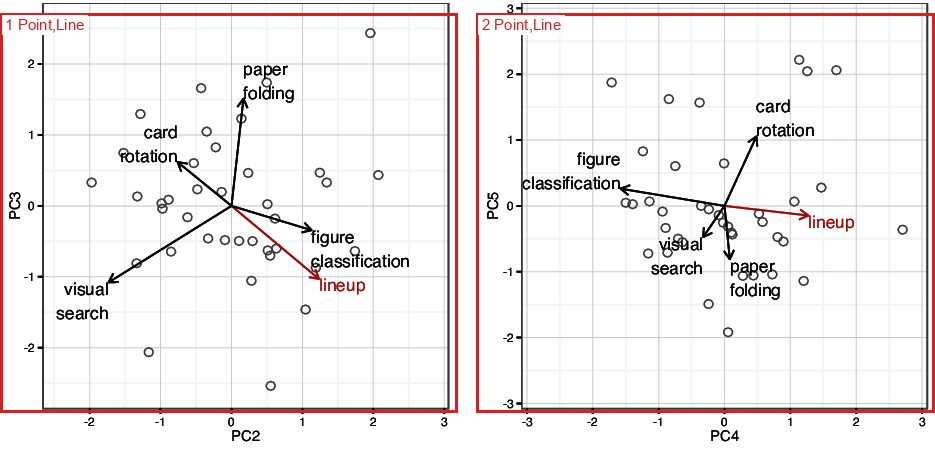 1 Point,Line
paper
folding
card
rotation
figure
classification
lineup
visual
search
2
1
0
-1
-2
-2
-1
0
1
2
3
PC3
PC2
2 Point,Line
card
rotation
figure
classification
lineup
visual
search
paper
folding
3
2
1
0
-1
-2
-3
-3
-2
-1
0
1
2
3
PC5
PC4